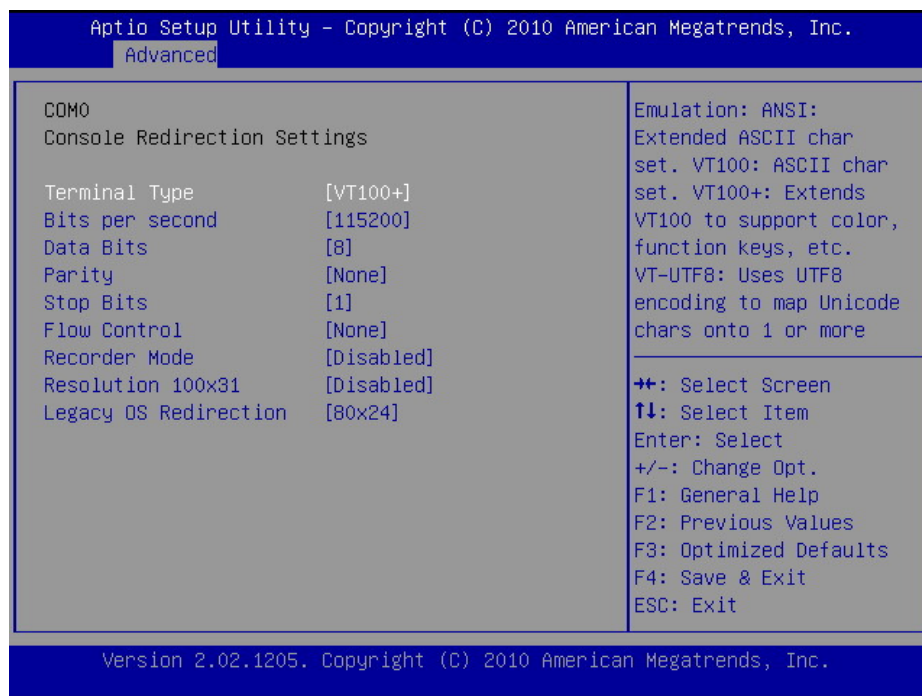 Aptio Setup Utility – Copyright (C) 2010 American Megatrends, Inc.
Advanced
COM0
Console Redirection Settings
Terminal Type [VT100+]
Bits per second [115200]
Data Bits [8]
Parity [None]
Stop Bits [1]
Flow Control [None]
Recorder Mode [Disabled]
Resolution 100x31 [Disabled]
Legacy OS Redirection [80x24]
Emulation: ANSI:
Extended ASCII char
set. VT100: ASCII char
set. VT100+: Extends
VT100 to support color,
function keys, etc.
VT-UTF8: Uses UTF8
encoding to map Unicode
chars onto 1 or more
→←: Select Screen
↑↓: Select Item
Enter: Select
+/-: Change Opt.
F1: General Help
F2: Previous Values
F3: Optimized Defaults
F4: Save & Exit
ESC: Exit
Version 2.02.1205. Copyright (C) 2010 American Megatrends, Inc.